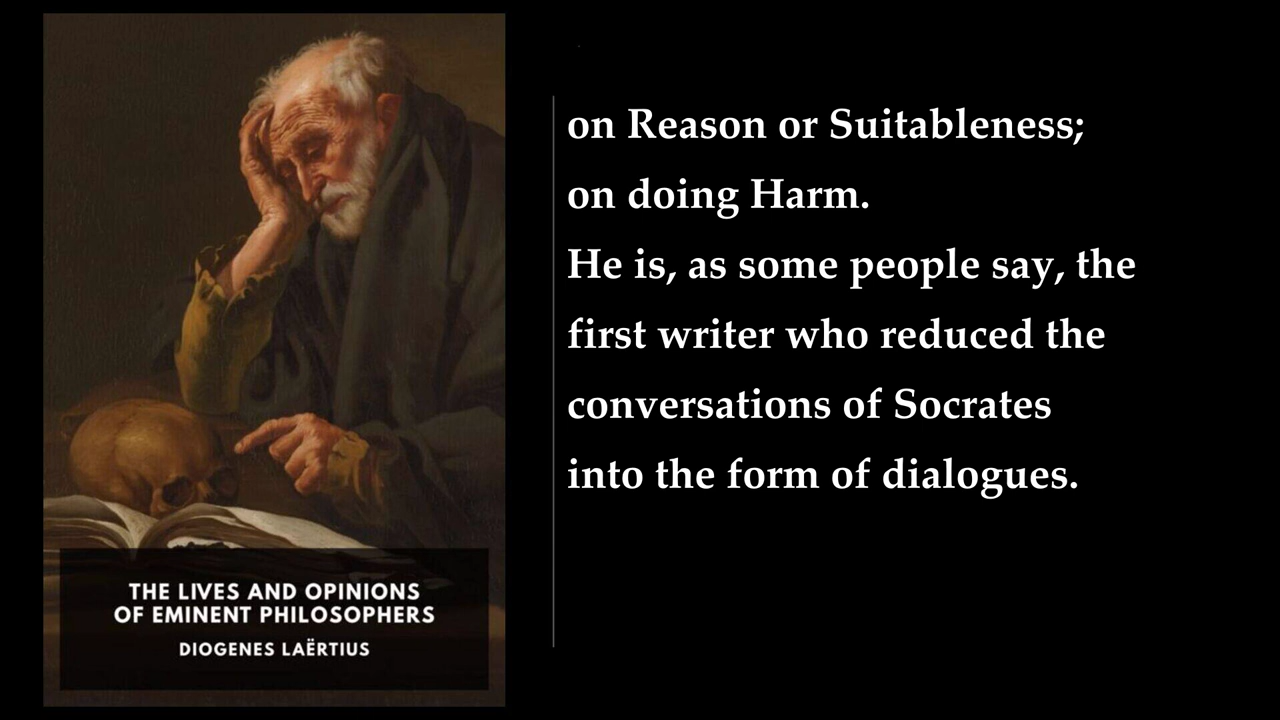 on Reason or Suitableness;
on doing Harm.
He is, as some people say, the
first writer who reduced the
conversations of Socrates
into the form of dialogues.
THE LIVES AND OPINIONS
OF EMINENT PHILOSOPHERS
DIOGENES LAËRTIUS